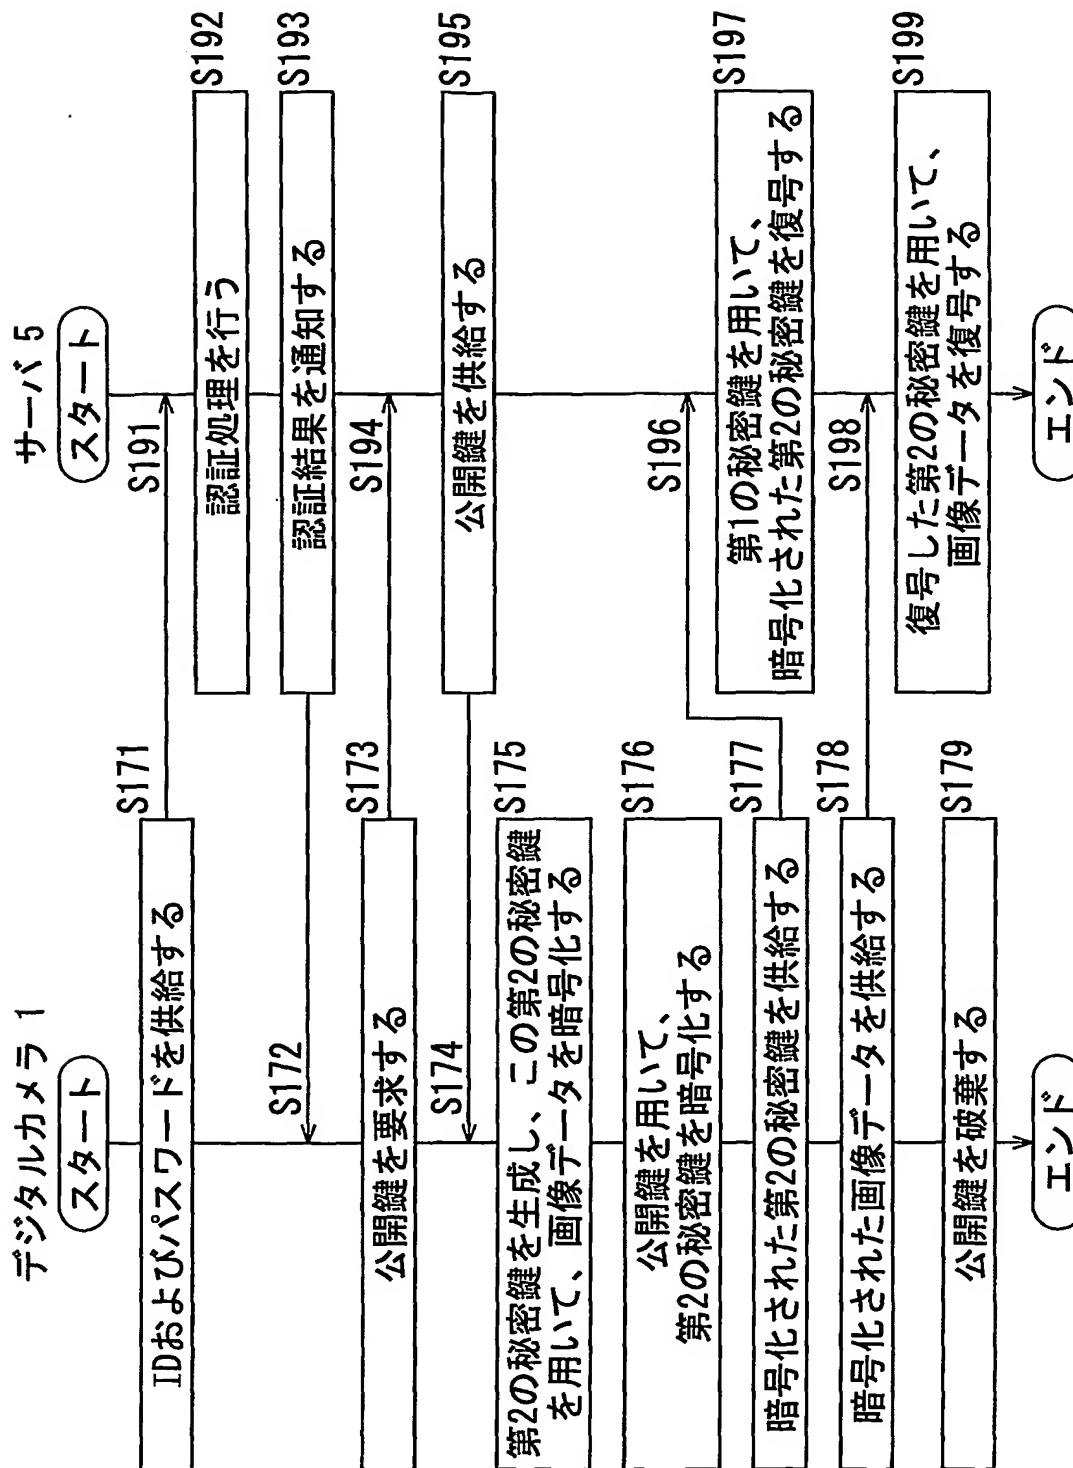 デジタルカメラ 1
スタート
S171
IDおよびパスワードを供給する
S172
S173
公開鍵を要求する
S174
S175
第2の秘密鍵を生成し、この第2の秘密鍵
を用いて、画像データを暗号化する
S176
公開鍵を用いて、
第2の秘密鍵を暗号化する
S177
暗号化された第2の秘密鍵を供給する
S178
暗号化された画像データを供給する
S179
公開鍵を破棄する
エンド
サーバ 5
スタート
S191
S192
認証処理を行う
S193
認証結果を通知する
S194
S195
公開鍵を供給する
S196
S197
第1の秘密鍵を用いて、
暗号化された第2の秘密鍵を復号する
S198
S199
復号した第2の秘密鍵を用いて、
画像データを復号する
エンド